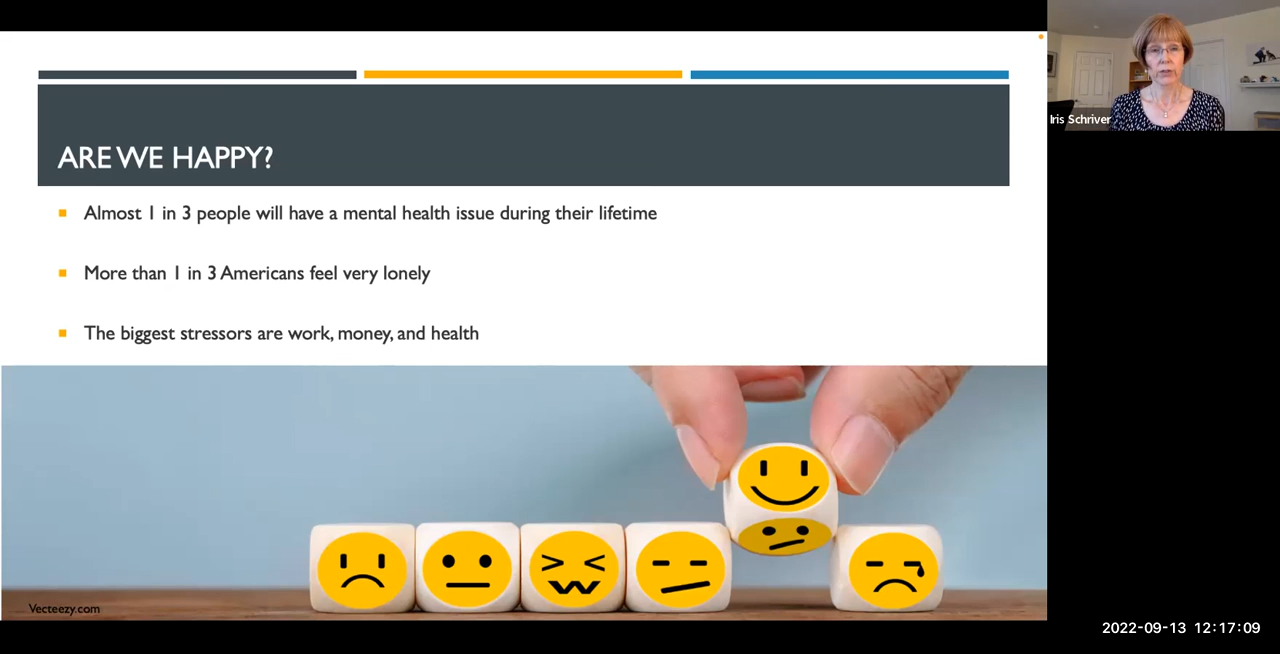 Iris Schriver
ARE WE HAPPY?
Almost 1 in 3 people will have a mental health issue during their lifetime
More than 1 in 3 Americans feel very lonely
The biggest stressors are work, money, and health
Vecteezy.com
2022-09-13 12:17:09